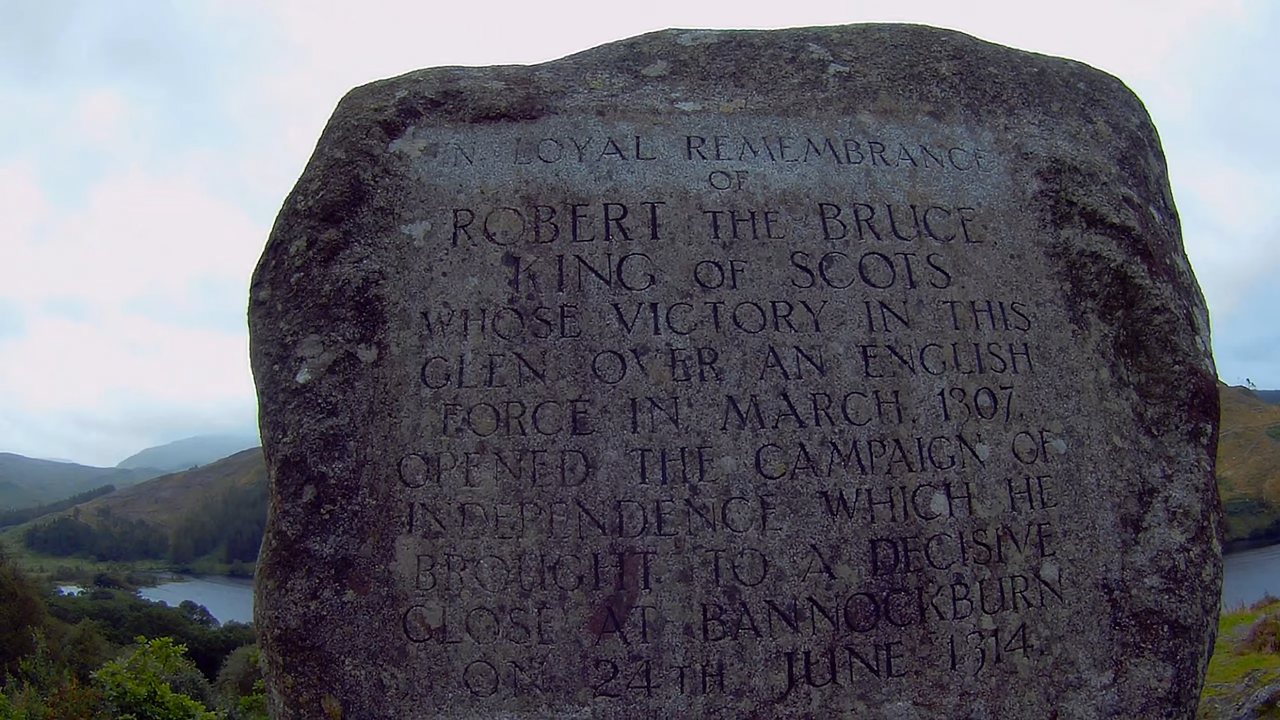 IN LOYAL REMEMBRANCE
OF
ROBERT THE BRUCE
KING OF SCOTS
WHOSE VICTORY IN THIS
GLEN OVER AN ENGLISH
FORCE IN MARCH 1307,
OPENED THE CAMPAIGN OF
INDEPENDENCE WHICH HE
BROUGHT TO A DECISIVE
CLOSE AT BANNOCKBURN
ON 24TH JUNE 1314.